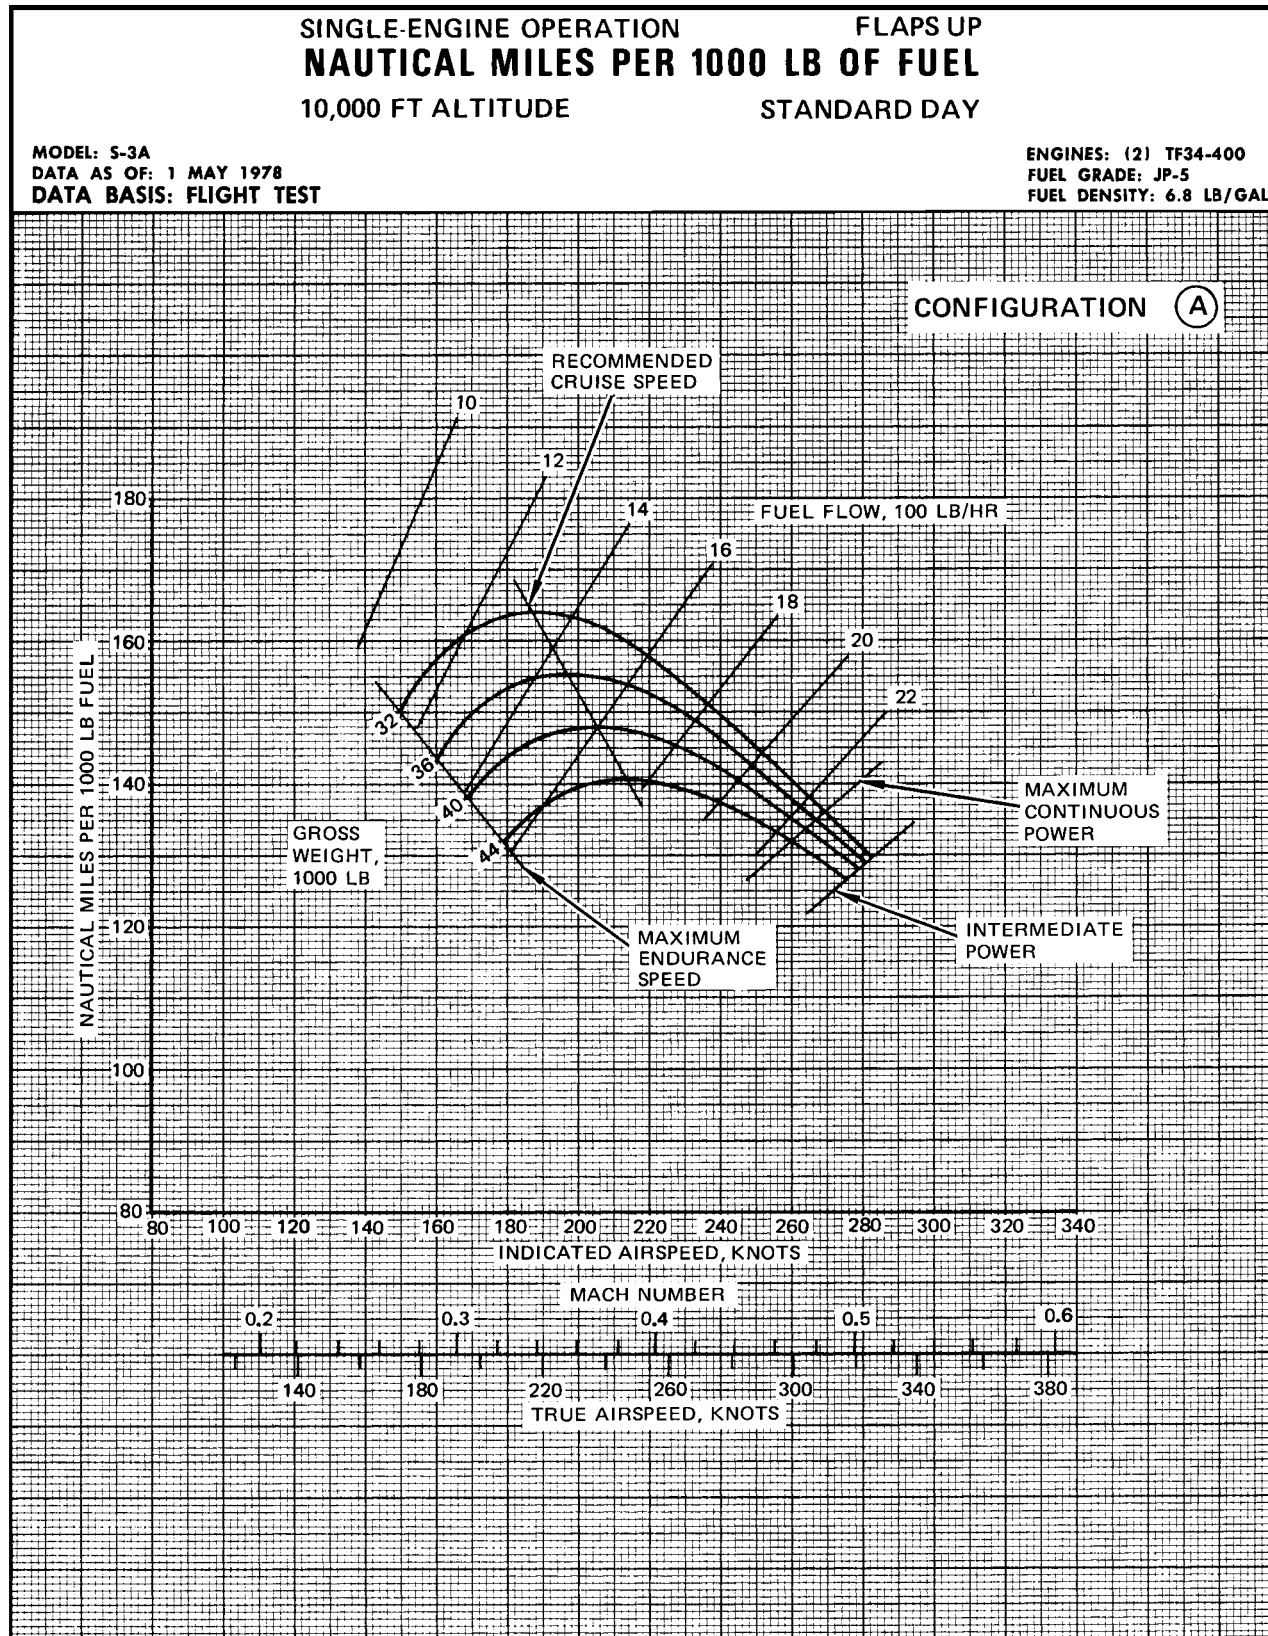 SINGLE-ENGINE OPERATION FLAPS UP
NAUTICAL MILES PER 1000 LB OF FUEL
10,000 FT ALTITUDE STANDARD DAY
MODEL: S-3A
DATA AS OF: 1 MAY 1978
DATA BASIS: FLIGHT TEST
ENGINES: (2) TF34-400
FUEL GRADE: JP-5
FUEL DENSITY: 6.8 LB/GAL
CONFIGURATION A
RECOMMENDED
CRUISE SPEED
10
12
14
FUEL FLOW, 100 LB/HR
16
18
20
22
180
160
140
120
100
80
NAUTICAL MILES PER 1000 LB FUEL
32
36
40
44
GROSS
WEIGHT,
1000 LB
MAXIMUM
CONTINUOUS
POWER
MAXIMUM
ENDURANCE
SPEED
INTERMEDIATE
POWER
80 100 120 140 160 180 200 220 240 260 280 300 320 340
INDICATED AIRSPEED, KNOTS
MACH NUMBER
0.2 0.3 0.4 0.5 0.6
140 180 220 260 300 340 380
TRUE AIRSPEED, KNOTS